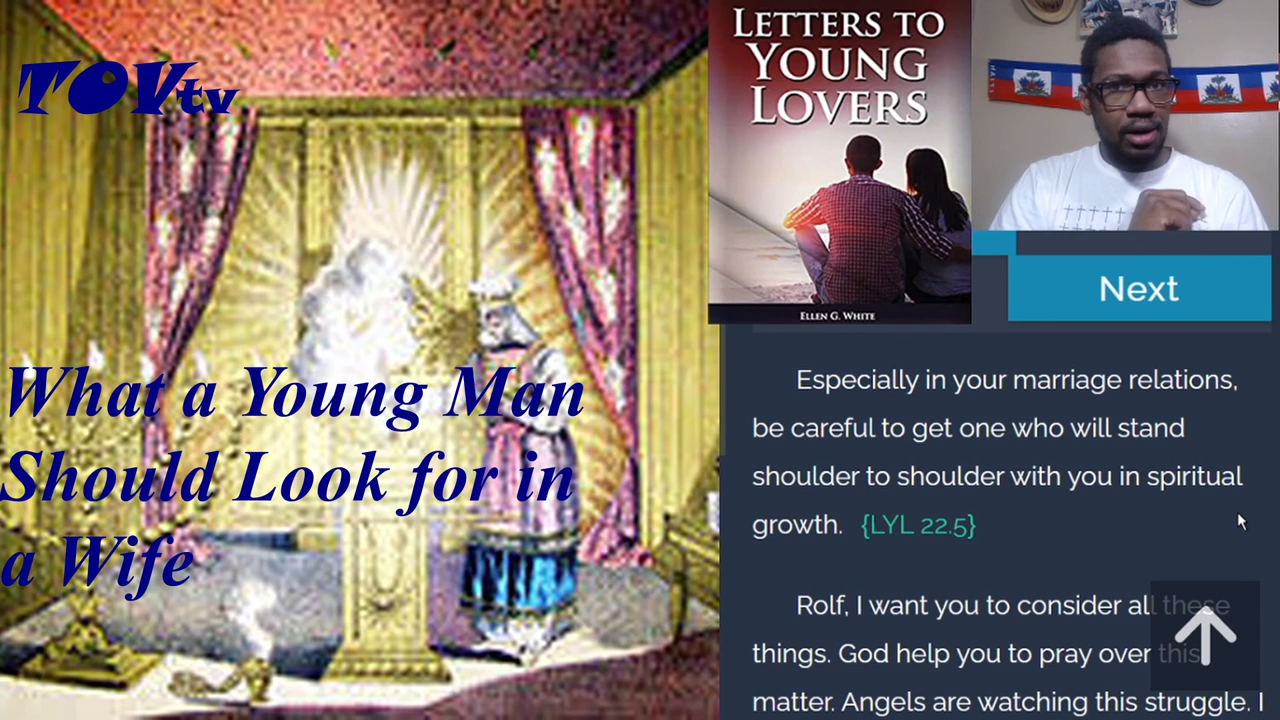 TOVtv
What a Young Man
Should Look for in
a Wife
LETTERS TO
YOUNG
LOVERS
ELLEN G. WHITE
HAITI
Next
Especially in your marriage relations,
be careful to get one who will stand
shoulder to shoulder with you in spiritual
growth. {LYL 22.5}
Rolf, I want you to consider all these
things. God help you to pray over this
matter. Angels are watching this struggle. I